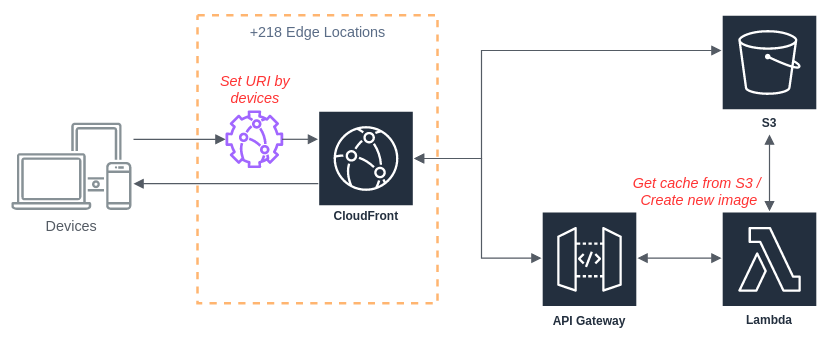 +218 Edge Locations
Set URI by
devices
Devices
CloudFront
S3
Get cache from S3 /
Create new image
</>
API Gateway
Lambda